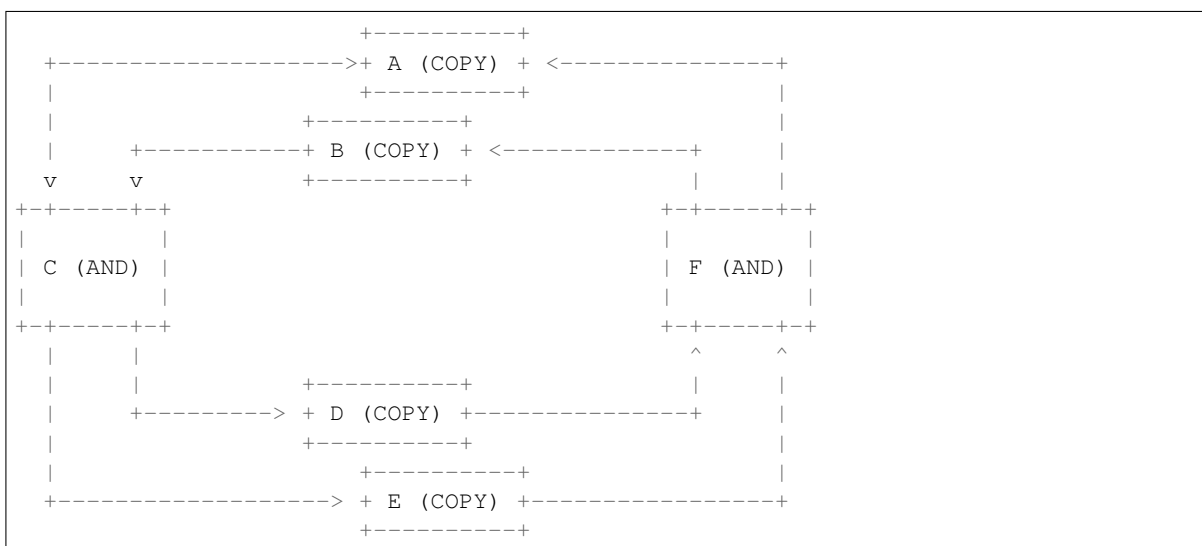 +----------+
+-------------------->+ A (COPY) + <---------------+
| +----------+ |
| +----------+ |
| +-----------+ B (COPY) + <-------------+ |
v v +----------+ | |
+-+-----+-+ +-+-----+-+
| | | |
| C (AND) | | F (AND) |
| | | |
+-+-----+-+ +-+-----+-+
| | ^ ^
| | +----------+ | |
| +---------> + D (COPY) +---------------+ |
| +----------+ |
| +----------+ |
+-------------------> + E (COPY) +------------------+
+----------+